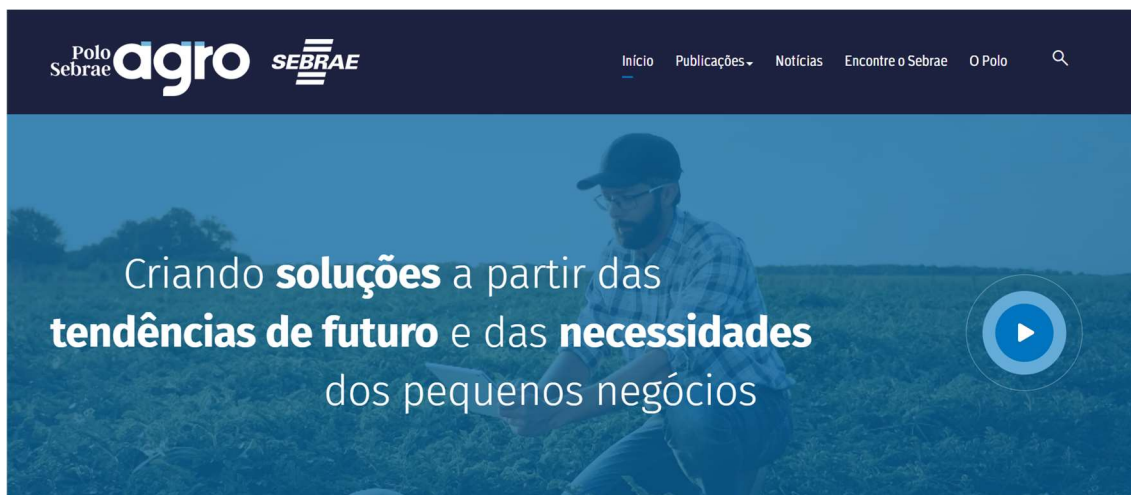 Polo
Sebrae agro
SEBRAE
Início Publicações Notícias Encontre o Sebrae O Polo
Criando soluções a partir das
tendências de futuro e das necessidades
dos pequenos negócios